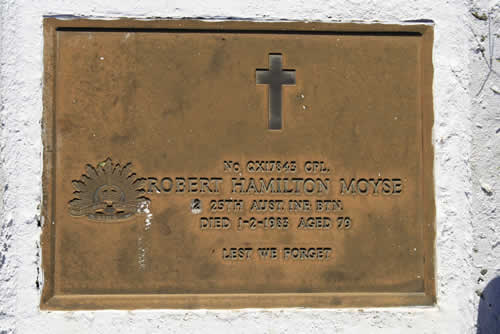 No QX17845 CPL.
ROBERT HAMILTON MOYSE
2 25TH AUST. INF BTN.
DIED 1-2-1985 AGED 79
LEST WE FORGET